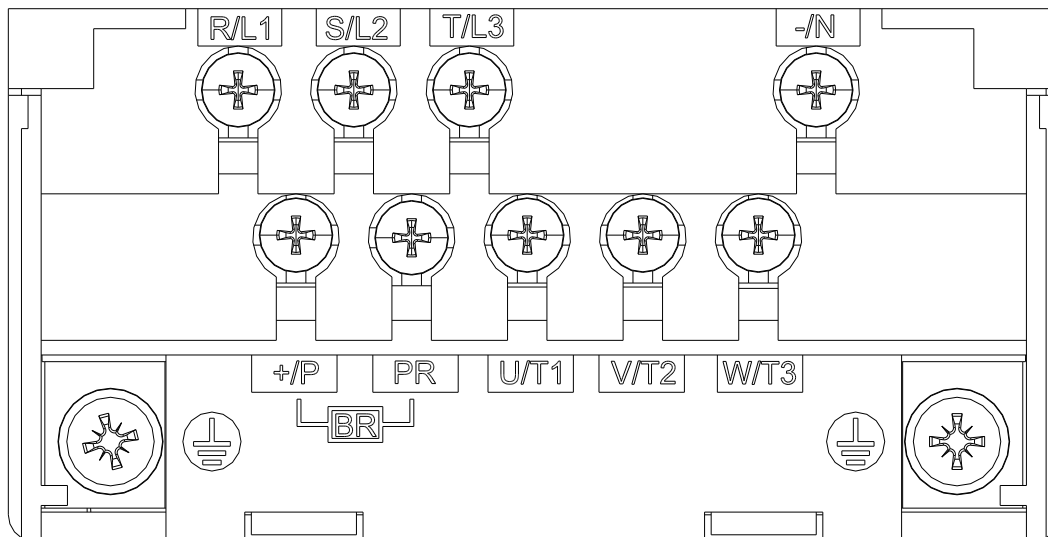 R/L1 S/L2 T/L3 -/N
+/P PR U/T1 V/T2 W/T3
BR